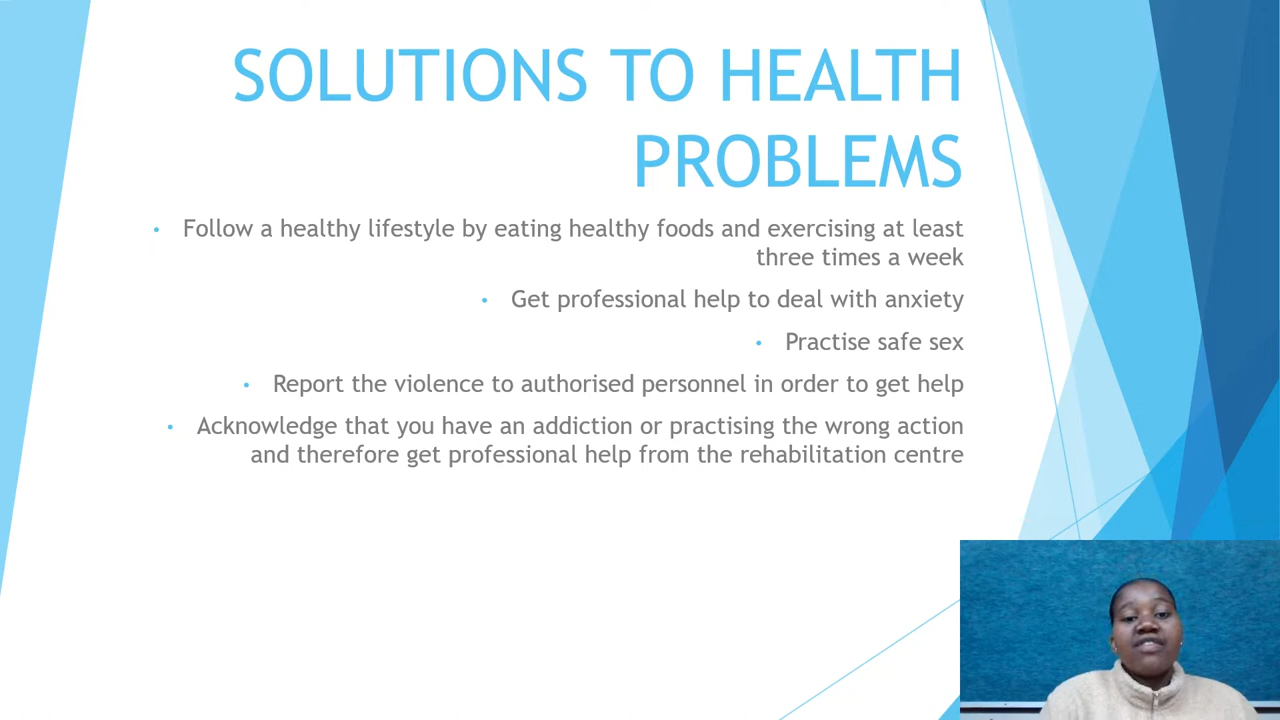 SOLUTIONS TO HEALTH
PROBLEMS
• Follow a healthy lifestyle by eating healthy foods and exercising at least
three times a week
• Get professional help to deal with anxiety
• Practise safe sex
• Report the violence to authorised personnel in order to get help
• Acknowledge that you have an addiction or practising the wrong action
and therefore get professional help from the rehabilitation centre